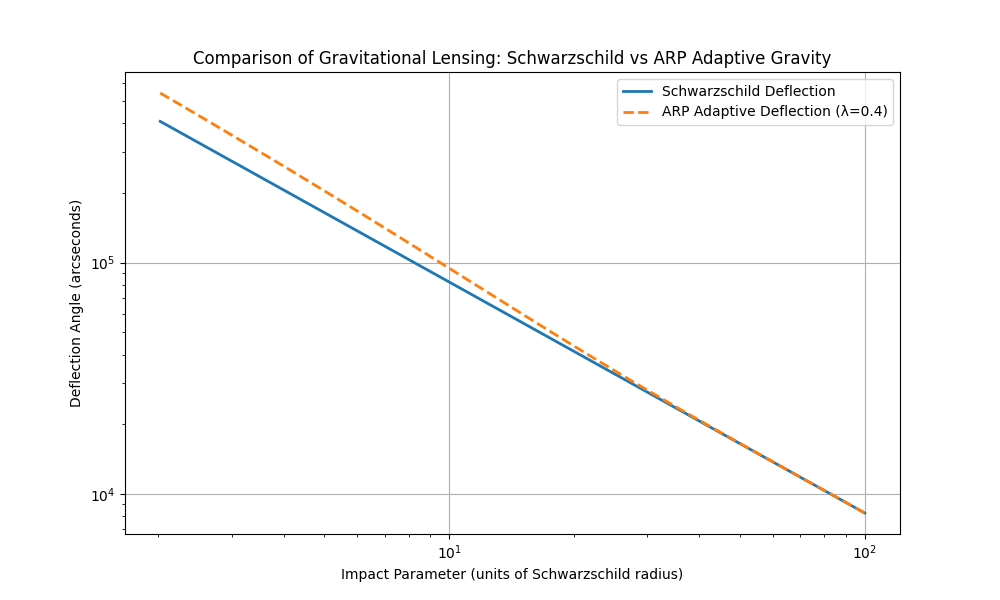 Comparison of Gravitational Lensing: Schwarzschild vs ARP Adaptive Gravity
Schwarzschild Deflection
ARP Adaptive Deflection (λ=0.4)
Deflection Angle (arcseconds)
10⁵
10⁴
10¹
10²
Impact Parameter (units of Schwarzschild radius)